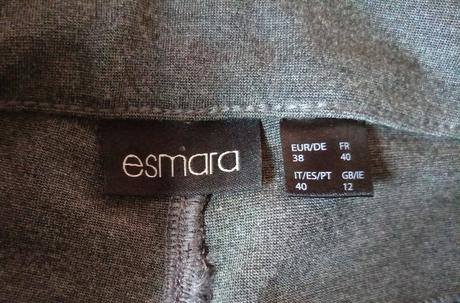 esmara
EUR/DE FR
38 40
IT/ES/PT GB/IE
40 12